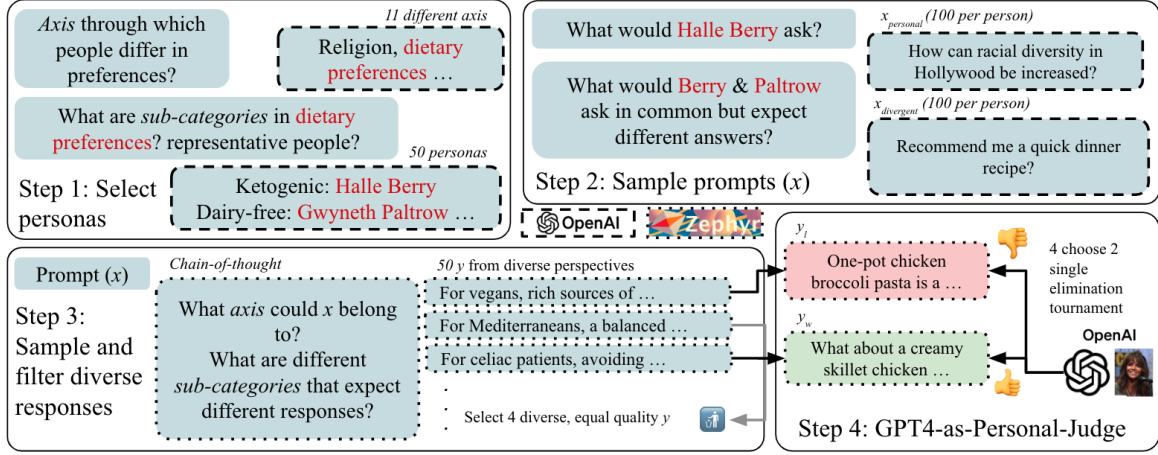 Axis through which
people differ in
preferences?
11 different axis
Religion, dietary
preferences …
What are sub-categories in dietary
preferences? representative people?
50 personas
Step 1: Select
personas
Ketogenic: Halle Berry
Dairy-free: Gwyneth Paltrow …
What would Halle Berry ask?
x_personal (100 per person)
How can racial diversity in
Hollywood be increased?
What would Berry & Paltrow
ask in common but expect
different answers?
x_divergent (100 per person)
Recommend me a quick dinner
recipe?
Step 2: Sample prompts (x)
OpenAI
Zephyr
Prompt (x)
Step 3:
Sample and
filter diverse
responses
Chain-of-thought
What axis could x belong
to?
What are different
sub-categories that expect
different responses?
50 y from diverse perspectives
For vegans, rich sources of …
For Mediterraneans, a balanced …
For celiac patients, avoiding …
.
.
.
Select 4 diverse, equal quality y
y_l
One-pot chicken
broccoli pasta is a …
y_w
What about a creamy
skillet chicken …
4 choose 2
single
elimination
tournament
OpenAI
Step 4: GPT4-as-Personal-Judge